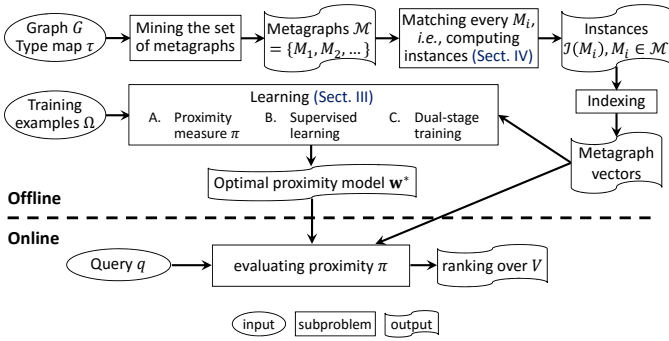 Graph G
Type map τ
Mining the set
of metagraphs
Metagraphs ℳ
= {M₁, M₂, …}
Matching every Mᵢ,
i.e., computing
instances (Sect. IV)
Instances
ℐ(Mᵢ), Mᵢ ∈ ℳ
Training
examples Ω
Learning (Sect. III)
A. Proximity
measure π
B. Supervised
learning
C. Dual-stage
training
Indexing
Metagraph
vectors
Optimal proximity model w*
Offline
Online
Query q
evaluating proximity π
ranking over V
input
subproblem
output